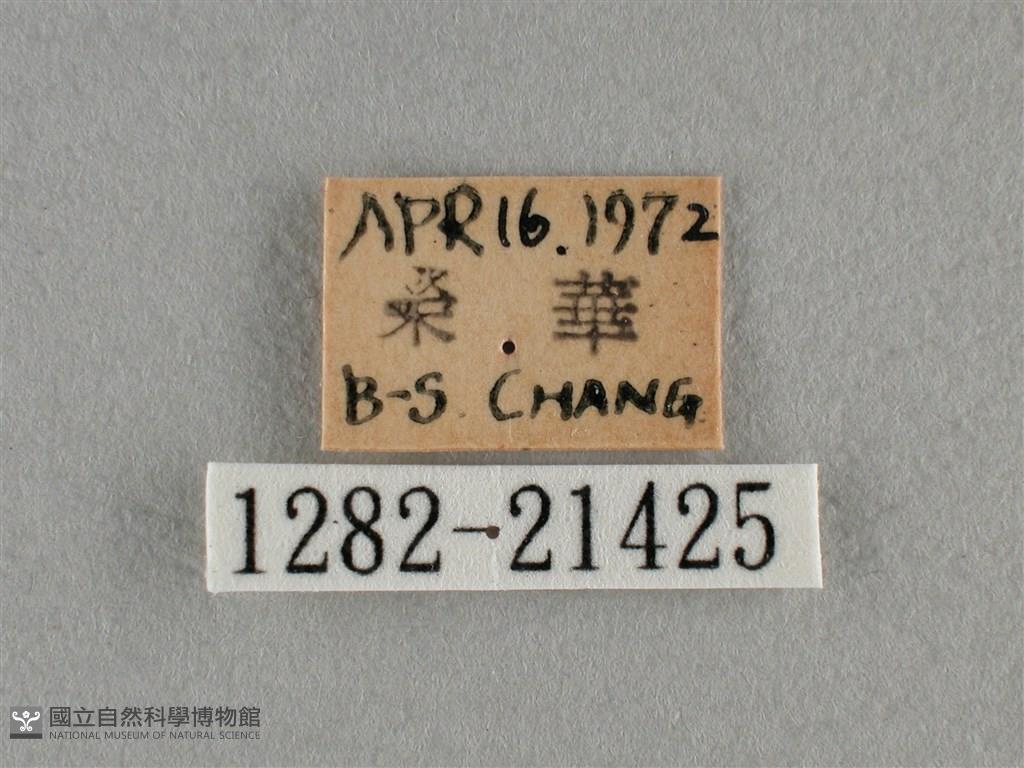 APR 16. 1972
榮 華
B-S. CHANG
1282-21425
國立自然科學博物館
NATIONAL MUSEUM OF NATURAL SCIENCE